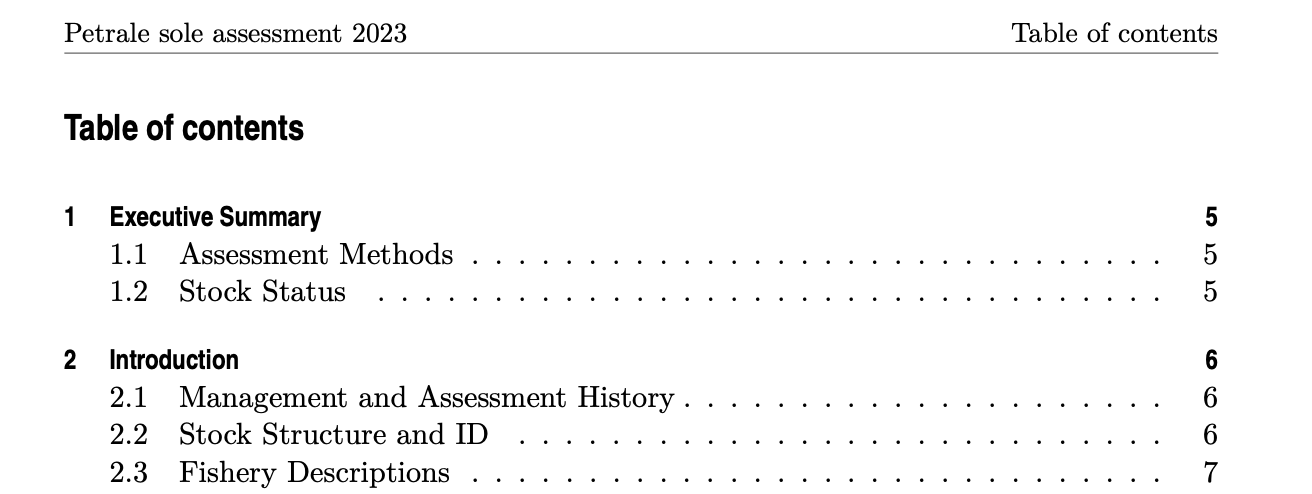 Petrale sole assessment 2023 Table of contents
Table of contents
1 Executive Summary 5
1.1 Assessment Methods . . . . . . . . . . . . . . . . . . . . . . . . . . . . . . 5
1.2 Stock Status . . . . . . . . . . . . . . . . . . . . . . . . . . . . . . . . . . 5
2 Introduction 6
2.1 Management and Assessment History . . . . . . . . . . . . . . . . . . . . . 6
2.2 Stock Structure and ID . . . . . . . . . . . . . . . . . . . . . . . . . . . . 6
2.3 Fishery Descriptions . . . . . . . . . . . . . . . . . . . . . . . . . . . . . . 7